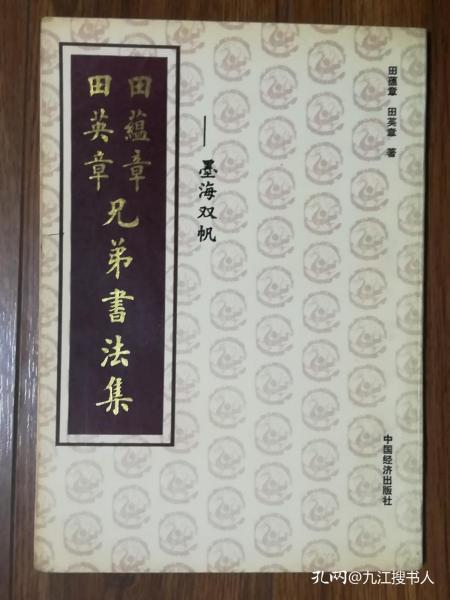 田蘊章
田英章
兄弟書法集
——墨海双帆
田蕴章 田英章 著
中国经济出版社
孔网@九江搜书人